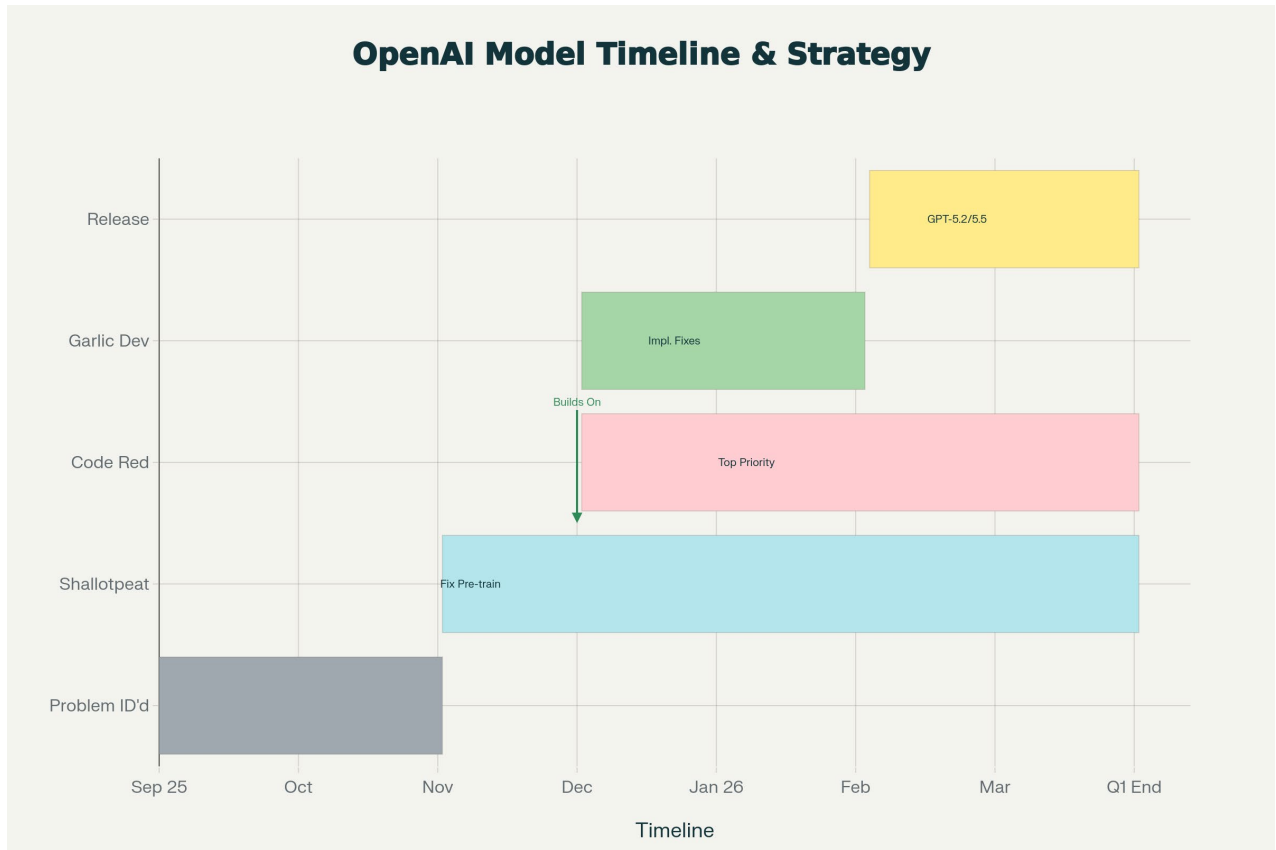 OpenAI Model Timeline & Strategy
Release
GPT-5.2/5.5
Garlic Dev
Impl. Fixes
Builds On
Code Red
Top Priority
Shallotpeat
Fix Pre-train
Problem ID'd
Sep 25
Oct
Nov
Dec
Jan 26
Feb
Mar
Q1 End
Timeline